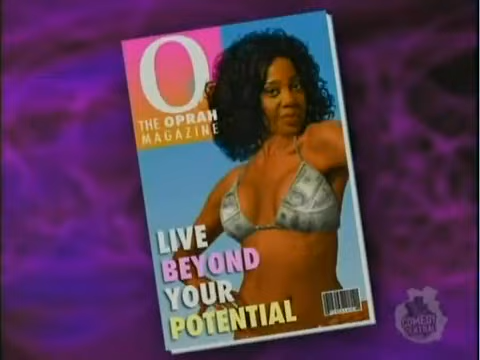 O
THE OPRAH
MAGAZINE
LIVE
BEYOND
YOUR
POTENTIAL
COMEDY
CENTRAL